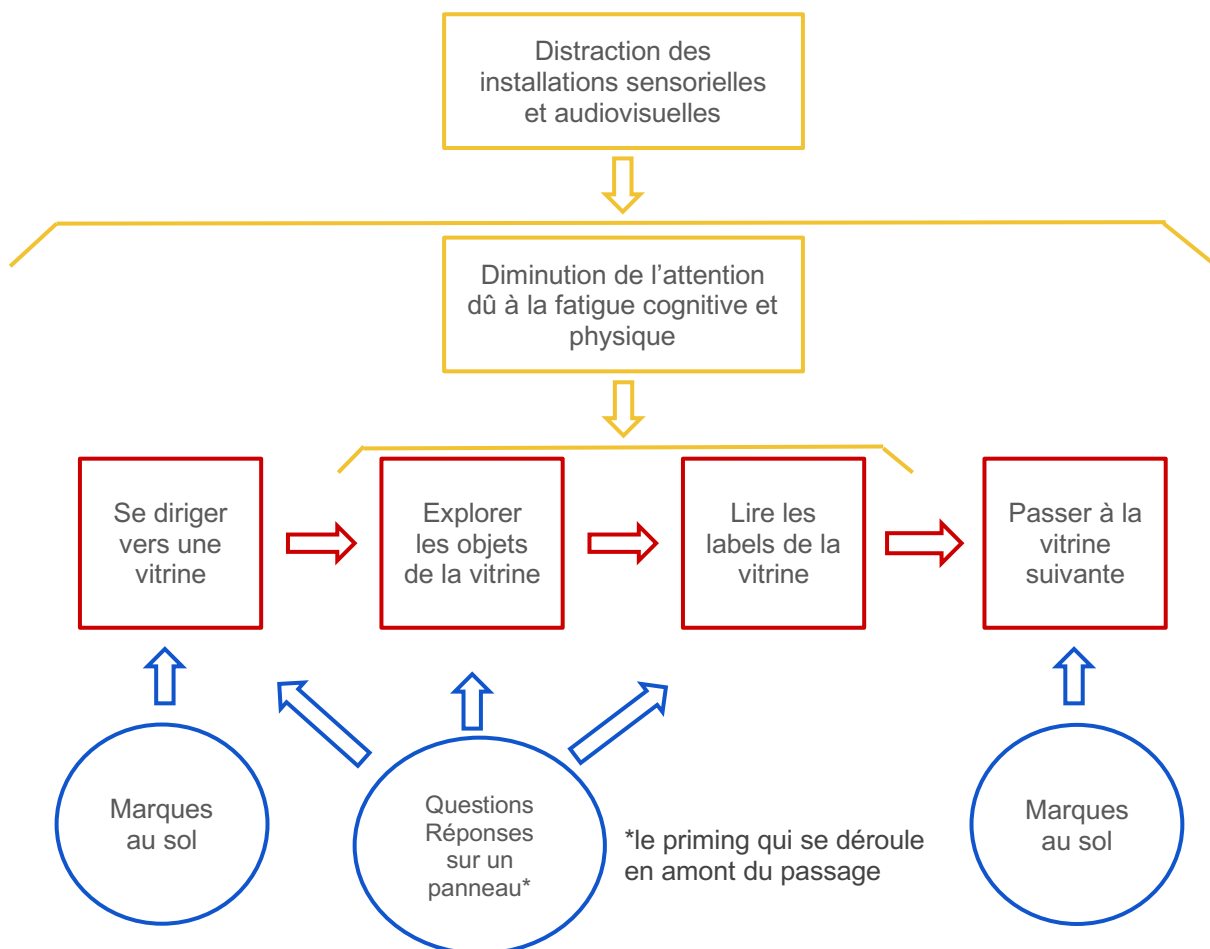 Distraction des
installations sensorielles
et audiovisuelles
Diminution de l’attention
dû à la fatigue cognitive et
physique
Se diriger
vers une
vitrine
Explorer
les objets
de la vitrine
Lire les
labels de la
vitrine
Passer à la
vitrine
suivante
Marques
au sol
Questions
Réponses
sur un
panneau*
*le priming qui se déroule
en amont du passage
Marques
au sol